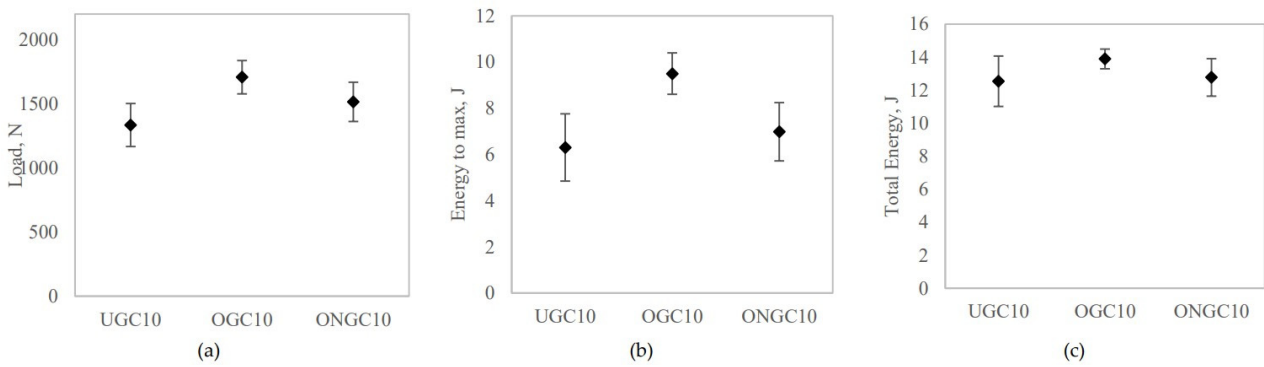 Load, N
2000
1500
1000
500
0
UGC10 OGC10 ONGC10
(a)
Energy to max, J
12
10
8
6
4
2
0
UGC10 OGC10 ONGC10
(b)
Total Energy, J
16
14
12
10
8
6
4
2
0
UGC10 OGC10 ONGC10
(c)